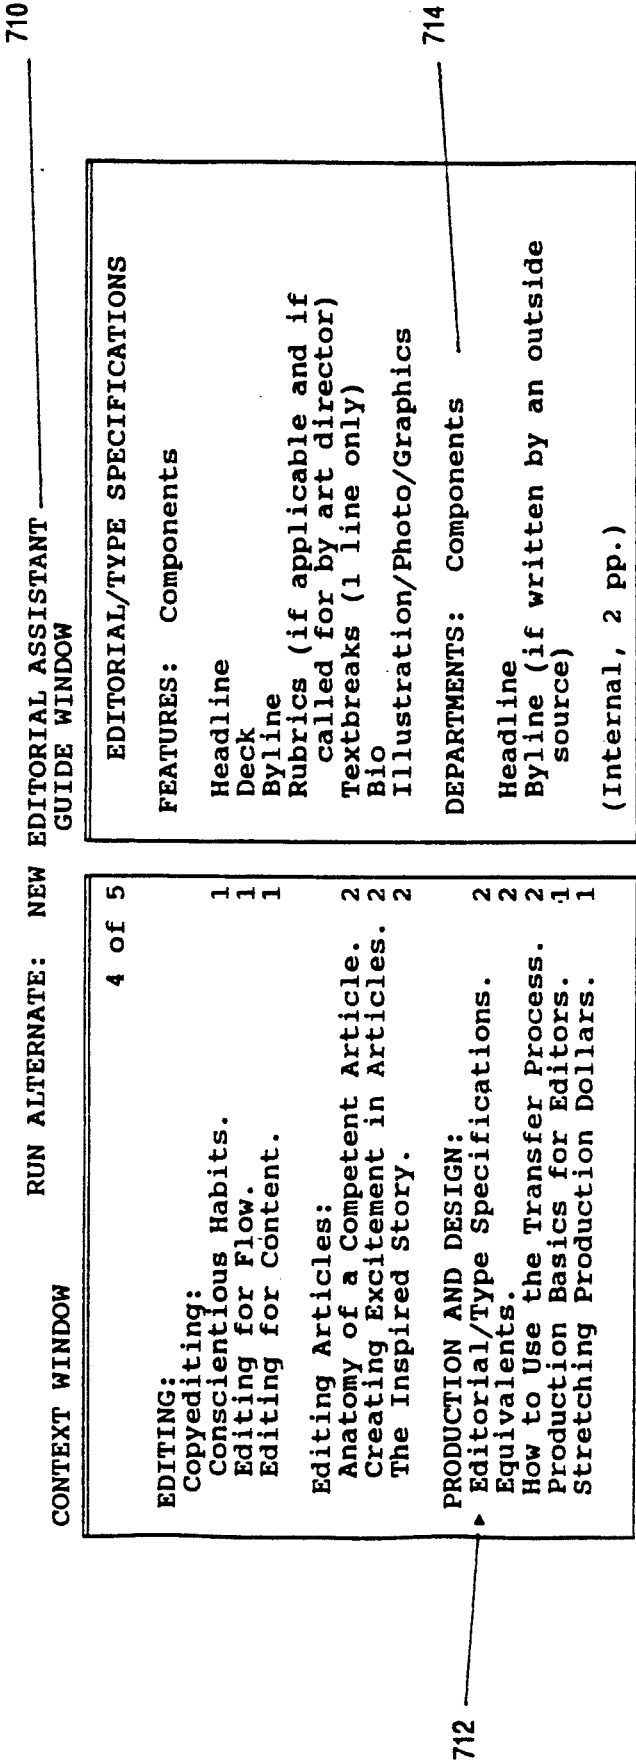 RUN ALTERNATE: NEW EDITORIAL ASSISTANT
710
CONTEXT WINDOW
4 of 5
EDITING:
Copyediting:
Conscientious Habits. 1
Editing for Flow. 1
Editing for Content. 1
Editing Articles:
Anatomy of a Competent Article. 2
Creating Excitement in Articles. 2
The Inspired Story. 2
PRODUCTION AND DESIGN:
712
▸ Editorial/Type Specifications. 2
Equivalents. 2
How to Use the Transfer Process. 2
Production Basics for Editors. 1
Stretching Production Dollars. 1
GUIDE WINDOW
EDITORIAL/TYPE SPECIFICATIONS
FEATURES: Components
Headline
Deck
Byline
Rubrics (if applicable and if
called for by art director)
Textbreaks (1 line only)
Bio
Illustration/Photo/Graphics
DEPARTMENTS: Components
714
Headline
Byline (if written by an outside
source)
(Internal, 2 pp.)